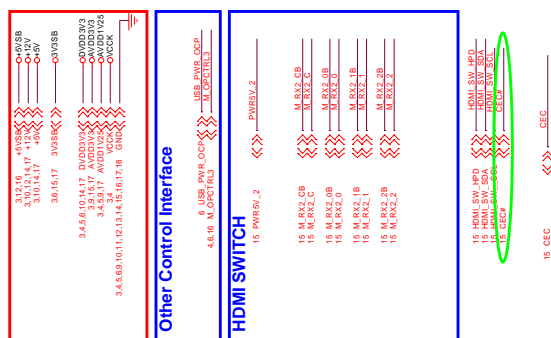 +5VSB
+12V
+5V
3V3SB
DVDD3V3
AVDD3V3
AVDD1V25
VCCK
3,12,16 +5VSB
3,10,12,14,17 +12V
3,10,14,17 +5V
3,6,15,17 3V3SB
3,4,5,6,10,14,17 DVDD3V3
3,9,15,17 AVDD3V3
3,4,5,9,17 AVDD1V25
3,4 VCCK
3,4,5,6,9,10,11,12,13,14,15,16,17,18 GND
Other Control Interface
USB_PWR_OCP
M_OPCTRL3
6 USB_PWR_OCP
4,6,16 M_OPCTRL3
HDMI SWITCH
PWR5V_2
M_RX2_CB
M_RX2_C
M_RX2_0B
M_RX2_0
M_RX2_1B
M_RX2_1
M_RX2_2B
M_RX2_2
15 PWR5V_2
15 M_RX2_CB
15 M_RX2_C
15 M_RX2_0B
15 M_RX2_0
15 M_RX2_1B
15 M_RX2_1
15 M_RX2_2B
15 M_RX2_2
HDMI_SW_HPD
HDMI_SW_SDA
HDMI_SW_SCL
CEC#
15 HDMI_SW_HPD
15 HDMI_SW_SDA
15 HDMI_SW_SCL
15 CEC#
CEC
15 CEC